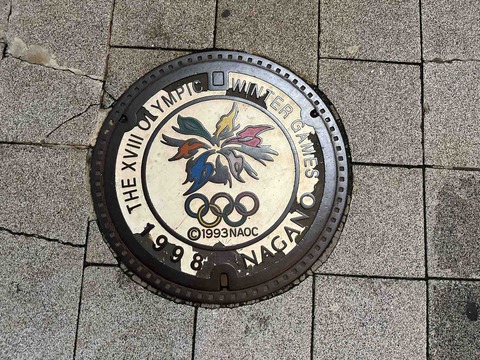 THE XVIII OLYMPIC WINTER GAMES
©1993NAOC
1998 NAGANO